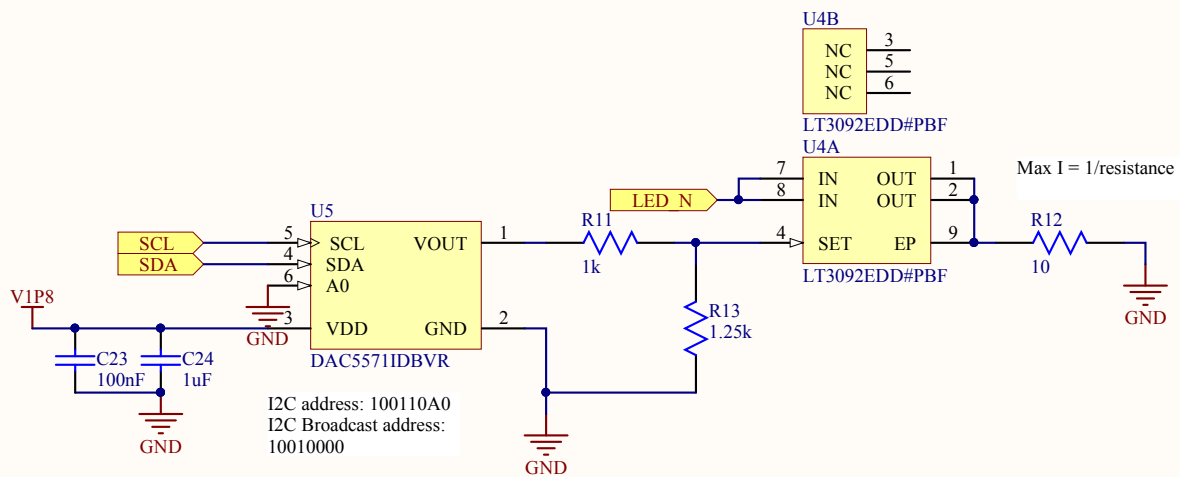 U4B
NC 3
NC 5
NC 6
LT3092EDD#PBF
U4A
7 IN OUT 1
8 IN OUT 2
4 SET EP 9
LT3092EDD#PBF
Max I = 1/resistance
LED_N
R11
1k
R12
10
GND
R13
1.25k
U5
SCL 5 SCL VOUT 1
SDA 4 SDA
6 A0
GND
3 VDD GND 2
DAC5571IDBVR
V1P8
C23
100nF
C24
1uF
GND
I2C address: 100110A0
I2C Broadcast address:
10010000
GND